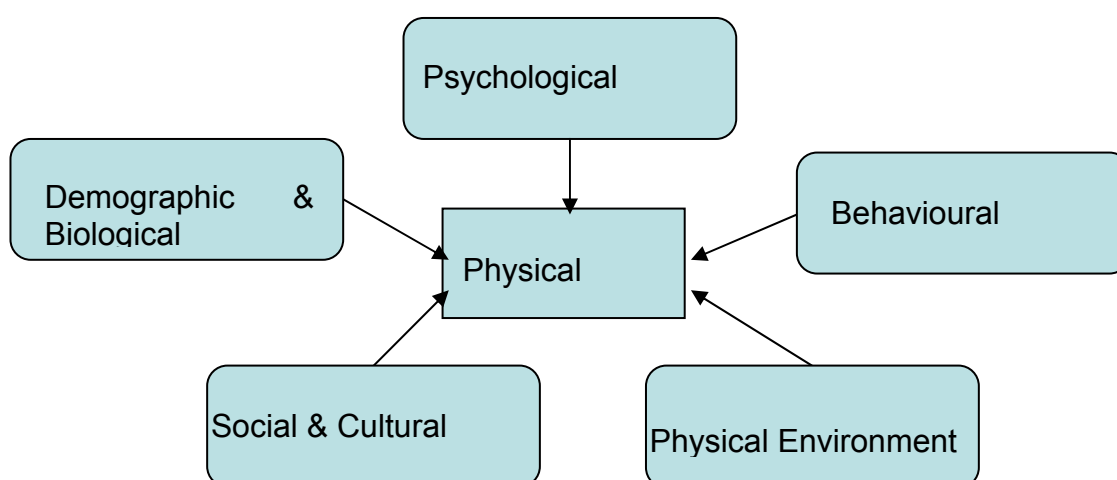 Psychological
Demographic & 
Biological
Behavioural
Physical
Social & Cultural
Physical Environment